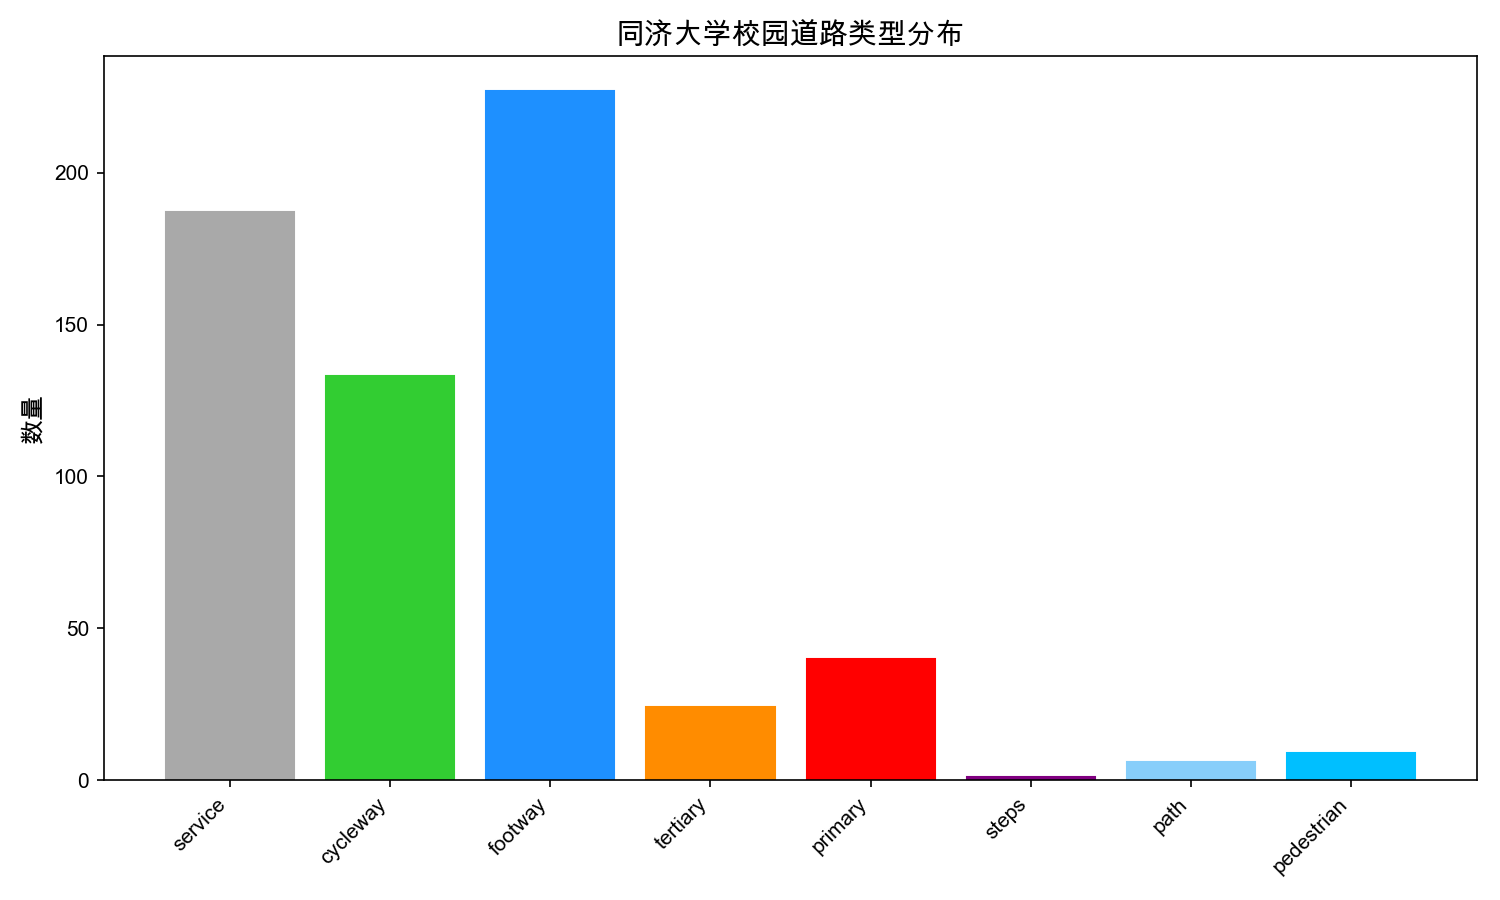 同济大学校园道路类型分布
数量
200
150
100
50
0
service
cycleway
footway
tertiary
primary
steps
path
pedestrian